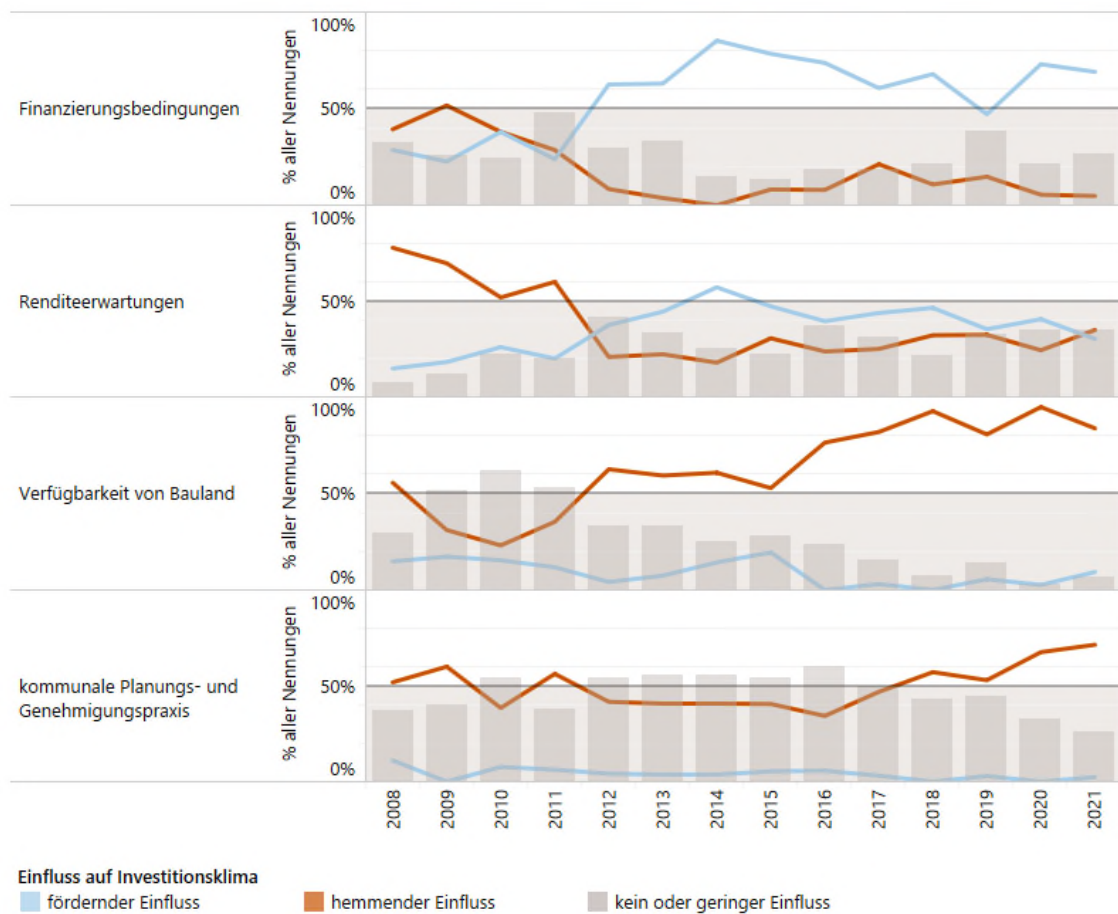 Finanzierungsbedingungen
% aller Nennungen
100%
50%
0%
Renditeerwartungen
% aller Nennungen
100%
50%
0%
Verfügbarkeit von Bauland
% aller Nennungen
100%
50%
0%
kommunale Planungs- und
Genehmigungspraxis
% aller Nennungen
100%
50%
0%
2008
2009
2010
2011
2012
2013
2014
2015
2016
2017
2018
2019
2020
2021
Einfluss auf Investitionsklima
fördernder Einfluss
hemmender Einfluss
kein oder geringer Einfluss